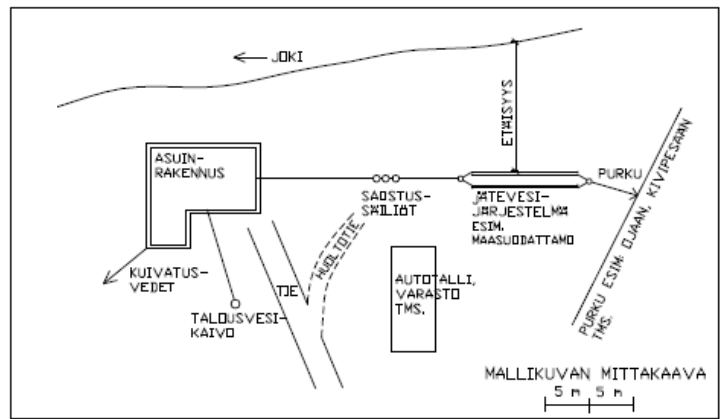 JOKI
ETÄISYYS
ASUIN-
RAKENNUS
PURKU
SAOSTUS-
SÄILIÖT
JÄTEVESI-
JÄRJESTELMÄ
ESIM.
MAASUODATTAMO
HUOLTOTIE
KUIVATUS-
VEDET
TIE
AUTOTALLI,
VARASTO
TMS.
TALOUSVESI-
KAIVO
PURKU ESIM: OJAAN, KIVIPESÄÄN
TMS.
MALLIKUVAN MITTAKAAVA
5 m 5 m